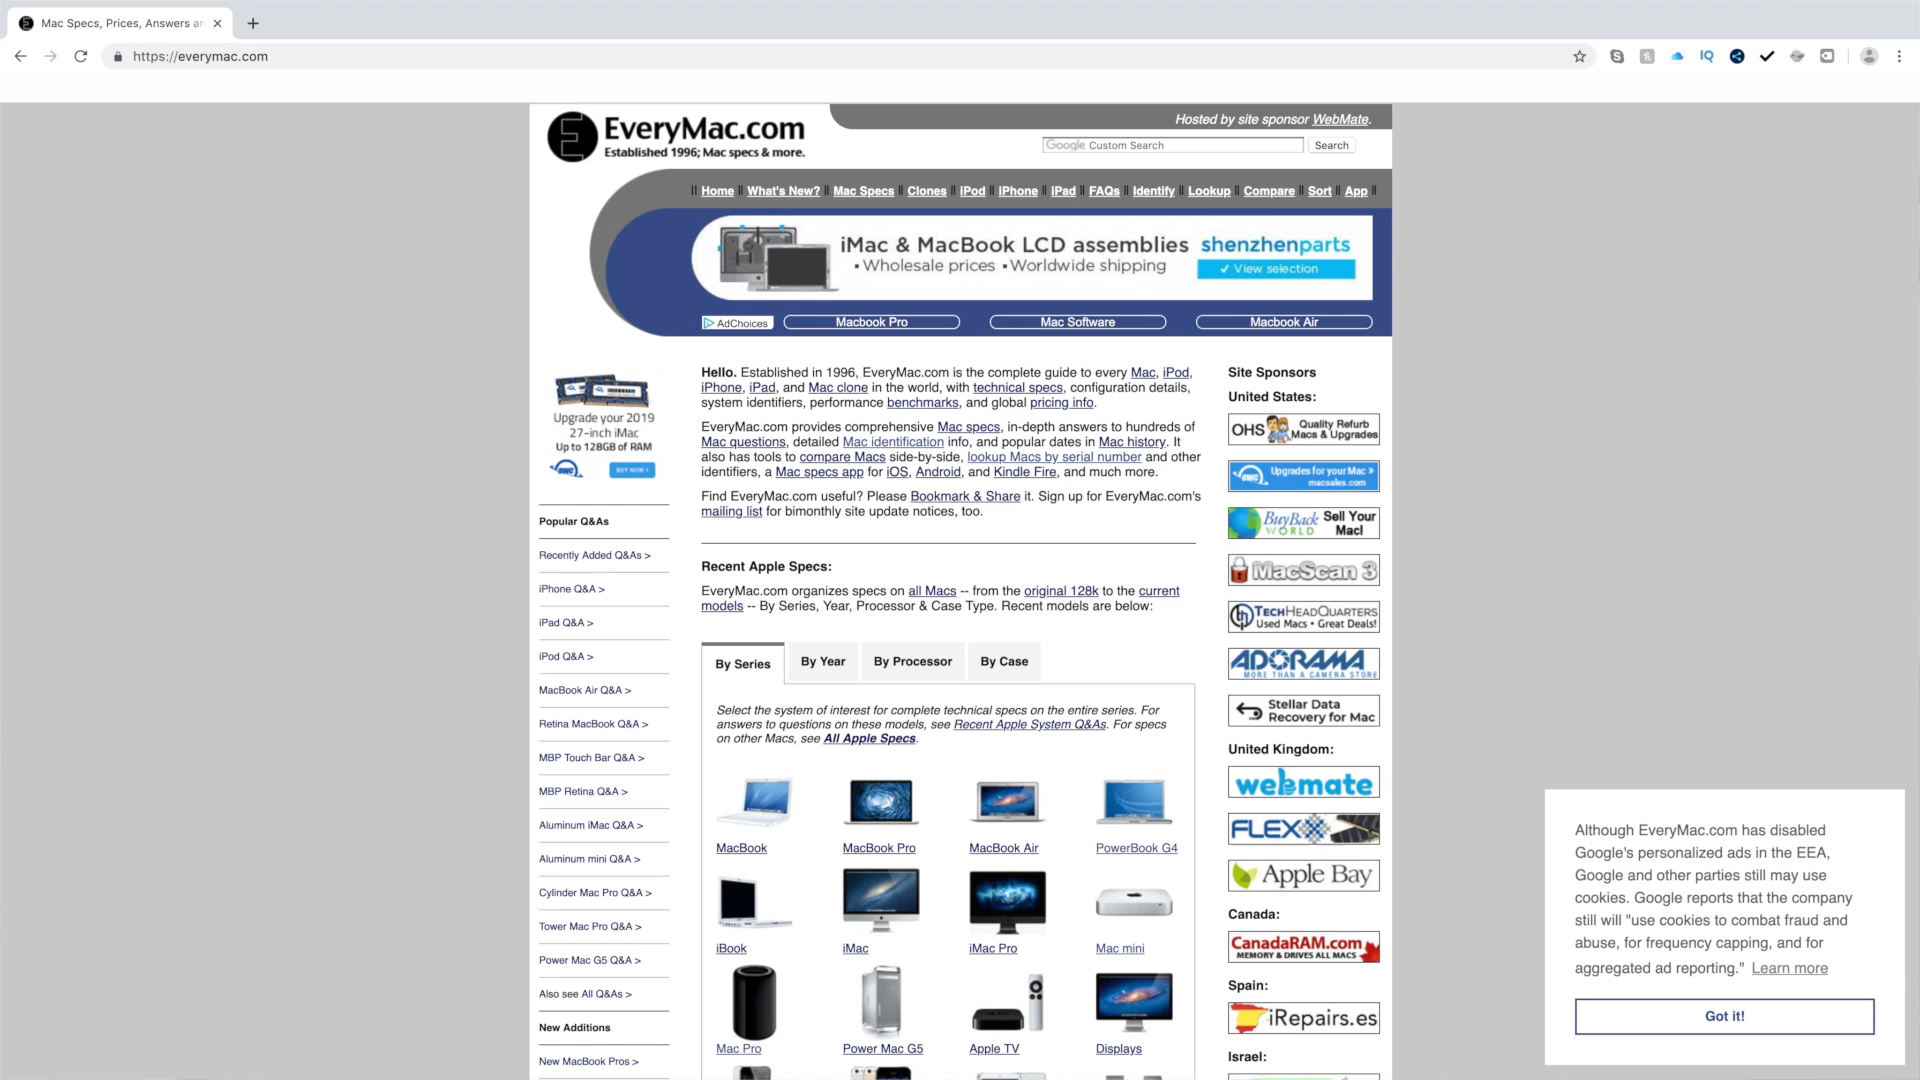 Mac Specs, Prices, Answers an
https://everymac.com
IQ
EveryMac.com
Established 1996; Mac specs & more.
Hosted by site sponsor WebMate.
Google Custom Search
Search
|| Home || What's New? || Mac Specs || Clones || iPod || iPhone || iPad || FAQs || Identify || Lookup || Compare || Sort || App ||
iMac & MacBook LCD assemblies
▪Wholesale prices ▪Worldwide shipping
shenzhenparts
✓ View selection
AdChoices
Macbook Pro
Mac Software
Macbook Air
Upgrade your 2019
27-inch iMac
Up to 128GB of RAM
OWC
BUY NOW >
Popular Q&As
Recently Added Q&As >
iPhone Q&A >
iPad Q&A >
iPod Q&A >
MacBook Air Q&A >
Retina MacBook Q&A >
MBP Touch Bar Q&A >
MBP Retina Q&A >
Aluminum iMac Q&A >
Aluminum mini Q&A >
Cylinder Mac Pro Q&A >
Tower Mac Pro Q&A >
Power Mac G5 Q&A >
Also see All Q&As >
New Additions
New MacBook Pros >
Hello. Established in 1996, EveryMac.com is the complete guide to every Mac, iPod,
iPhone, iPad, and Mac clone in the world, with technical specs, configuration details,
system identifiers, performance benchmarks, and global pricing info.
EveryMac.com provides comprehensive Mac specs, in-depth answers to hundreds of
Mac questions, detailed Mac identification info, and popular dates in Mac history. It
also has tools to compare Macs side-by-side, lookup Macs by serial number and other
identifiers, a Mac specs app for iOS, Android, and Kindle Fire, and much more.
Find EveryMac.com useful? Please Bookmark & Share it. Sign up for EveryMac.com's
mailing list for bimonthly site update notices, too.
Recent Apple Specs:
EveryMac.com organizes specs on all Macs -- from the original 128k to the current
models -- By Series, Year, Processor & Case Type. Recent models are below:
By Series
By Year
By Processor
By Case
Select the system of interest for complete technical specs on the entire series. For
answers to questions on these models, see Recent Apple System Q&As. For specs
on other Macs, see All Apple Specs.
MacBook
MacBook Pro
MacBook Air
PowerBook G4
iBook
iMac
iMac Pro
Mac mini
Mac Pro
Power Mac G5
Apple TV
Displays
Site Sponsors
United States:
OHS Quality Refurb
Macs & Upgrades
OWC Upgrades for your Mac »
macsales.com
BuyBack WORLD Sell Your
Mac!
MacScan 3
TECHHEADQUARTERS
Used Macs • Great Deals!
ADORAMA
MORE THAN A CAMERA STORE
Stellar Data
Recovery for Mac
United Kingdom:
webmate
FLEX
Apple Bay
Canada:
CanadaRAM.com
MEMORY & DRIVES ALL MACS
Spain:
iRepairs.es
Israel:
Although EveryMac.com has disabled
Google's personalized ads in the EEA,
Google and other parties still may use
cookies. Google reports that the company
still will "use cookies to combat fraud and
abuse, for frequency capping, and for
aggregated ad reporting." Learn more
Got it!